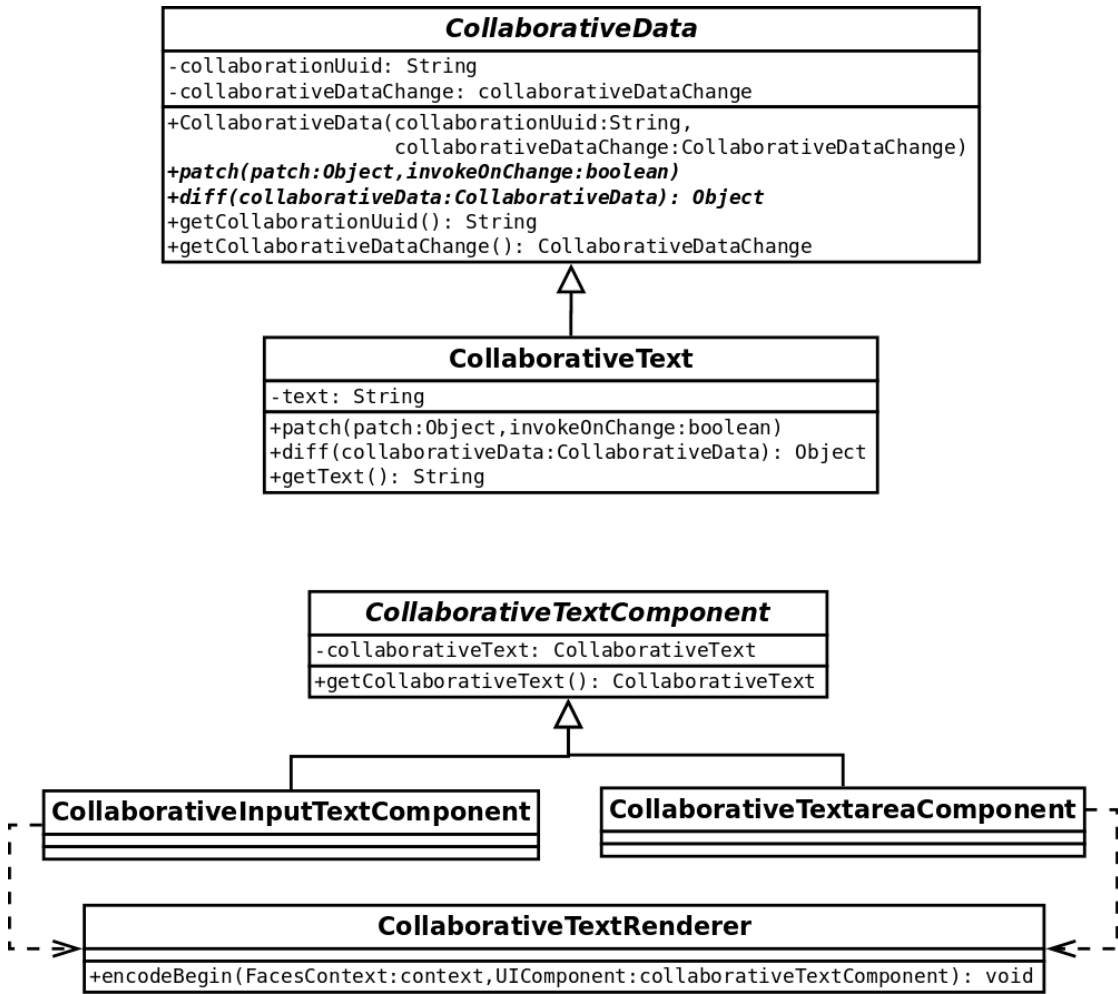 CollaborativeData
-collaborationUuid: String
-collaborativeDataChange: collaborativeDataChange
+CollaborativeData(collaborationUuid:String,
collaborativeDataChange:CollaborativeDataChange)
+patch(patch:Object,invokeOnChange:boolean)
+diff(collaborativeData:CollaborativeData): Object
+getCollaborationUuid(): String
+getCollaborativeDataChange(): CollaborativeDataChange
CollaborativeText
-text: String
+patch(patch:Object,invokeOnChange:boolean)
+diff(collaborativeData:CollaborativeData): Object
+getText(): String
CollaborativeTextComponent
-collaborativeText: CollaborativeText
+getCollaborativeText(): CollaborativeText
CollaborativeInputTextComponent
CollaborativeTextareaComponent
CollaborativeTextRenderer
+encodeBegin(FacesContext:context,UIComponent:collaborativeTextComponent): void